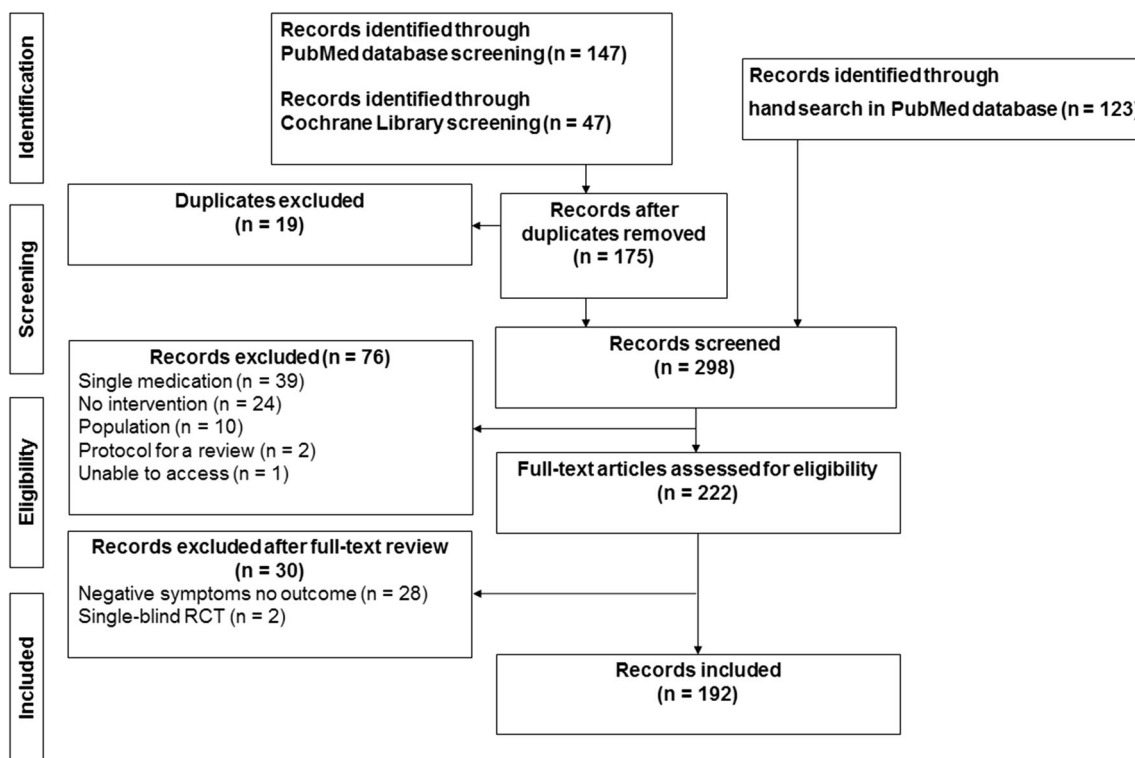 Identification
Records identified through
PubMed database screening (n = 147)
Records identified through
Cochrane Library screening (n = 47)
Records identified through
hand search in PubMed database (n = 123)
Screening
Duplicates excluded
(n = 19)
Records after
duplicates removed
(n = 175)
Records screened
(n = 298)
Eligibility
Records excluded (n = 76)
Single medication (n = 39)
No intervention (n = 24)
Population (n = 10)
Protocol for a review (n = 2)
Unable to access (n = 1)
Full-text articles assessed for eligibility
(n = 222)
Records excluded after full-text review
(n = 30)
Negative symptoms no outcome (n = 28)
Single-blind RCT (n = 2)
Included
Records included
(n = 192)